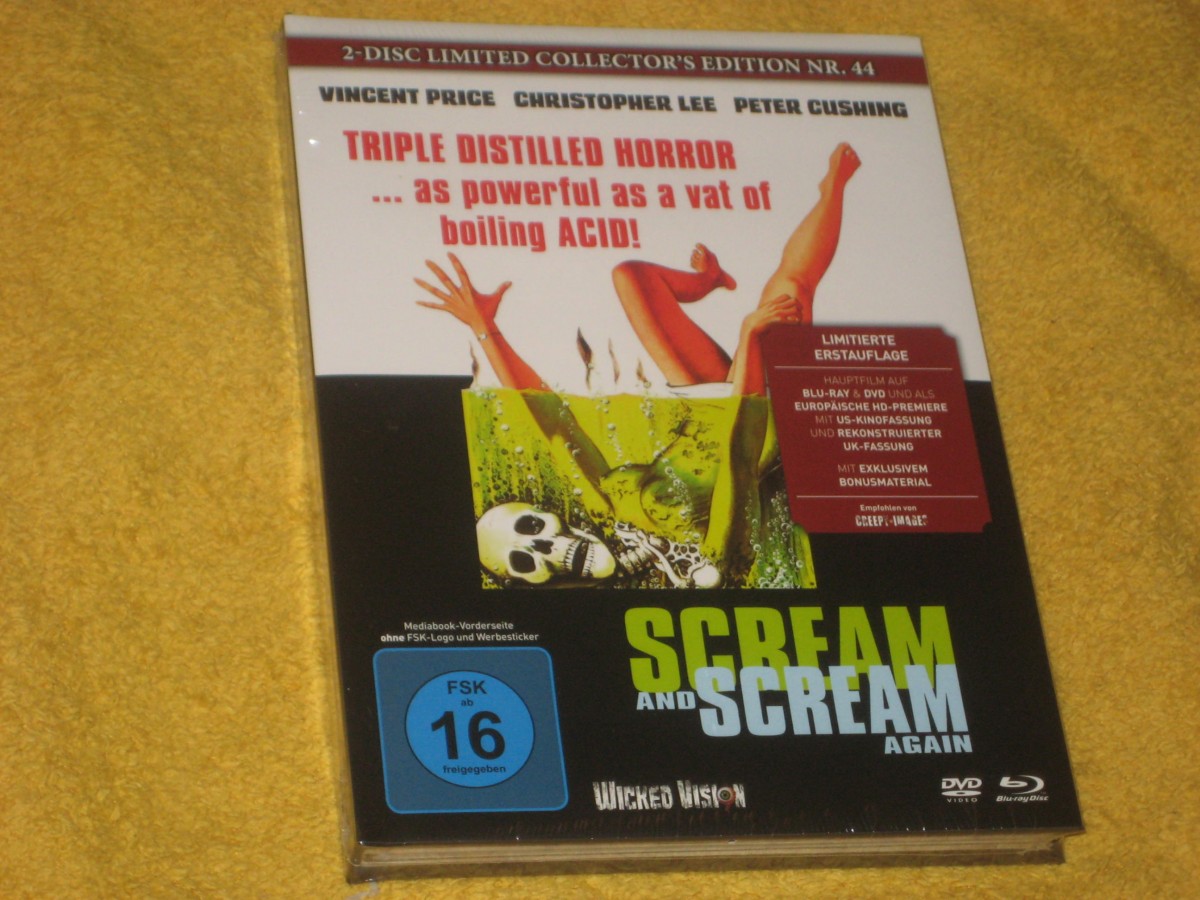 2-DISC LIMITED COLLECTOR'S EDITION NR. 44
VINCENT PRICE CHRISTOPHER LEE PETER CUSHING
TRIPLE DISTILLED HORROR
... as powerful as a vat of
boiling ACID!
LIMITIERTE
ERSTAUFLAGE
HAUPTFILM AUF
BLU-RAY & DVD UND ALS
EUROPÄISCHE HD-PREMIERE
MIT US-KINOFASSUNG
UND REKONSTRUIERTER
UK-FASSUNG
MIT EXKLUSIVEM
BONUSMATERIAL
Empfohlen von
CREEPY-IMAGES
Mediabook-Vorderseite
ohne FSK-Logo und Werbesticker
FSK
ab
16
freigegeben
SCREAM
AND SCREAM
AGAIN
WICKED VISION
DVD
VIDEO
Blu-ray Disc